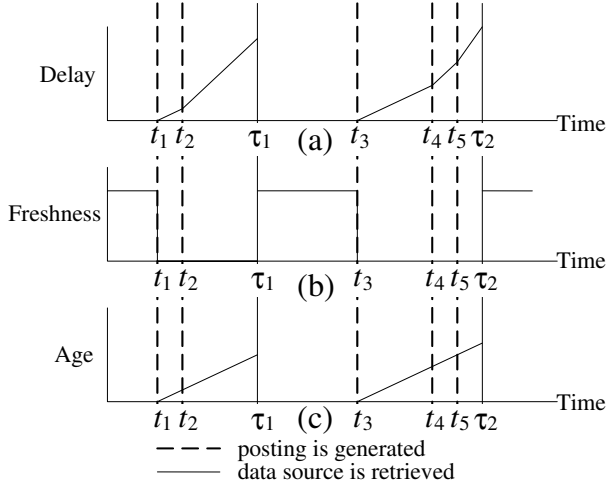 Delay
Time
t1 t2 τ1 (a) t3 t4 t5 τ2
Freshness
Time
t1 t2 τ1 (b) t3 t4 t5 τ2
Age
Time
t1 t2 τ1 (c) t3 t4 t5 τ2
posting is generated
data source is retrieved